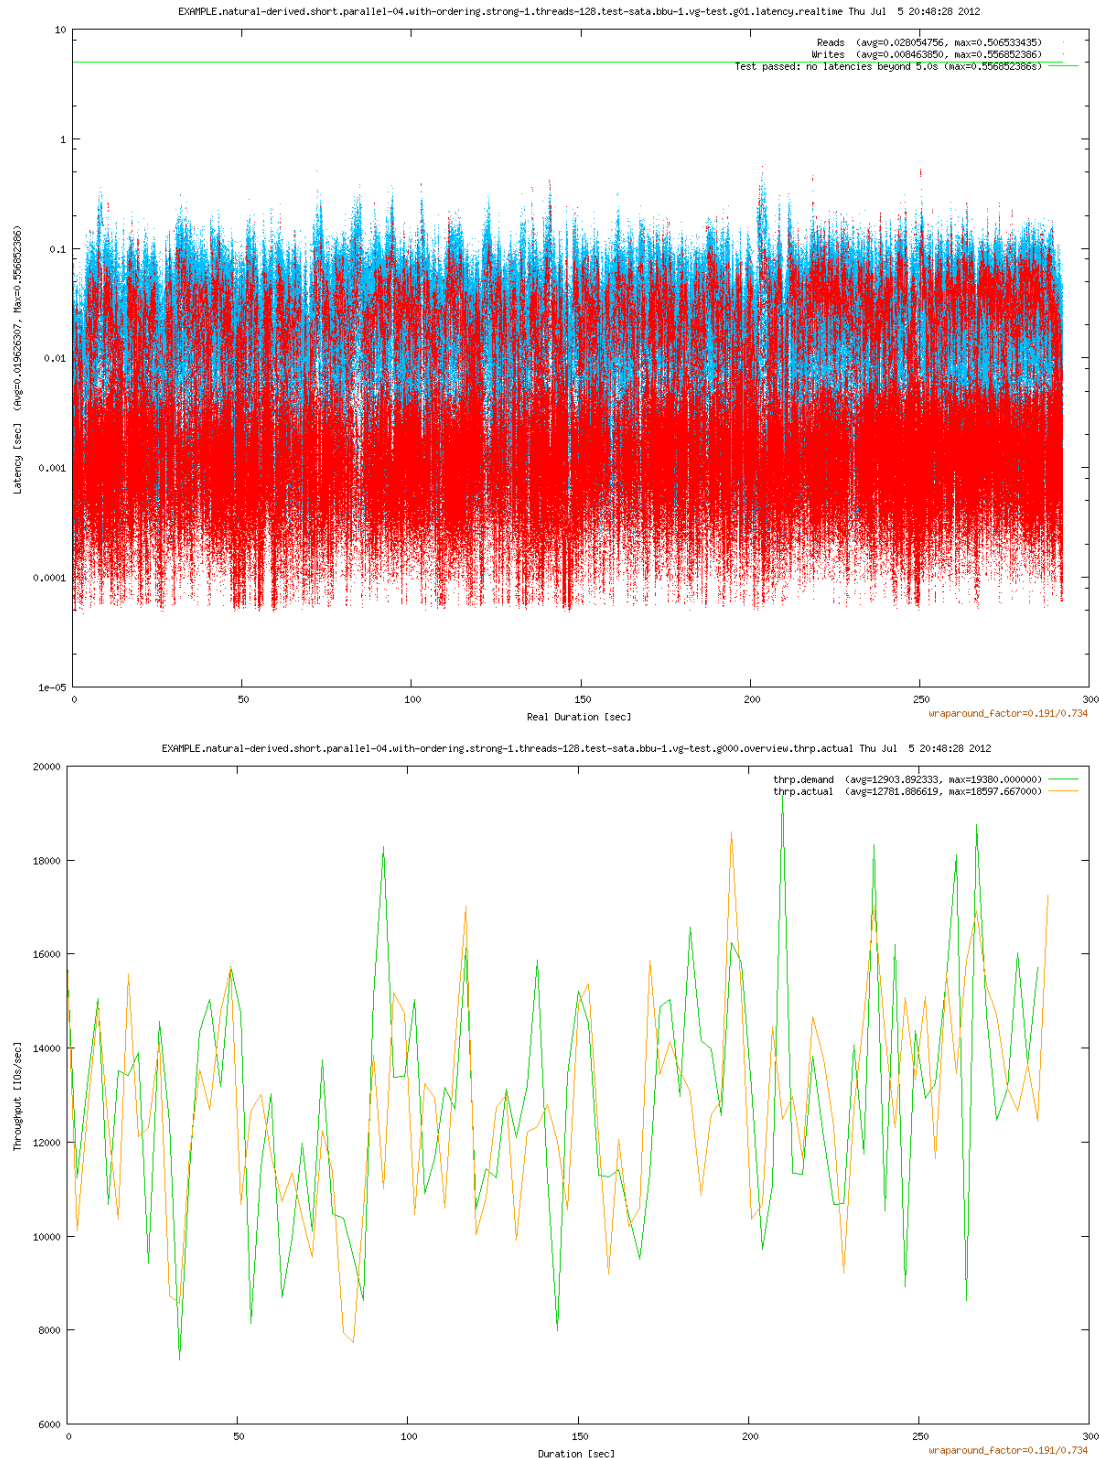 EXAMPLE.natural-derived.short.parallel-04.with-ordering.strong-1.threads-128.test-sata.bbu-1.vg-test.g01.latency.realtime Thu Jul  5 20:48:28 2012
10
Reads  (avg=0.028054756, max=0.506533435)
Writes  (avg=0.008463850, max=0.556852386)
Test passed: no latencies beyond 5.0s (max=0.556852386s)
1
0.1
0.01
0.001
0.0001
1e-05
Latency [sec]  (Avg=0.019626307, Max=0.556852386)
0 50 100 150 200 250 300
Real Duration [sec]
wraparound_factor=0.191/0.734
EXAMPLE.natural-derived.short.parallel-04.with-ordering.strong-1.threads-128.test-sata.bbu-1.vg-test.g000.overview.thrp.actual Thu Jul  5 20:48:28 2012
20000
thrp.demand  (avg=12903.892333, max=19380.000000)
thrp.actual  (avg=12781.886619, max=18597.667000)
18000
16000
14000
12000
10000
8000
6000
Throughput [IOs/sec]
0 50 100 150 200 250 300
Duration [sec]
wraparound_factor=0.191/0.734